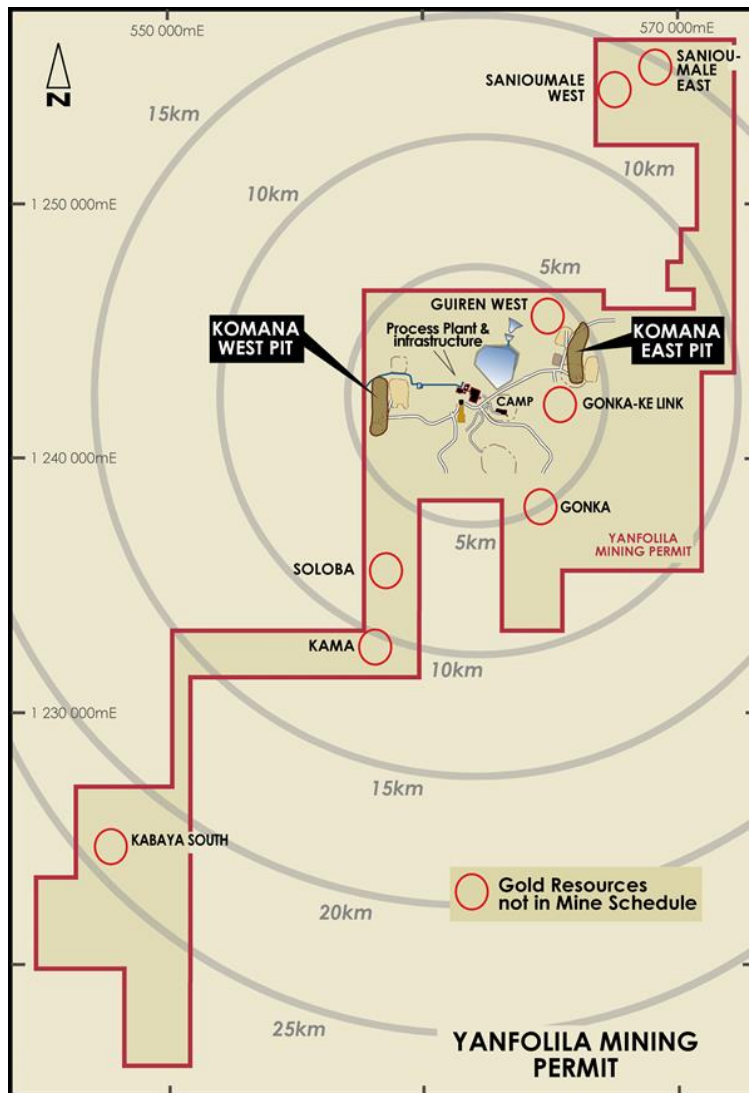 550 000mE
570 000mE
N
SANIOUMALE
WEST
SANIOU-
MALE
EAST
15km
10km
10km
1 250 000mE
5km
GUIREN WEST
KOMANA
WEST PIT
Process Plant &
infrastructure
KOMANA
EAST PIT
CAMP
GONKA-KE LINK
1 240 000mE
GONKA
5km
YANFOLILA
MINING PERMIT
SOLOBA
KAMA
10km
1 230 000mE
15km
KABAYA SOUTH
Gold Resources
not in Mine Schedule
20km
25km
YANFOLILA MINING
PERMIT